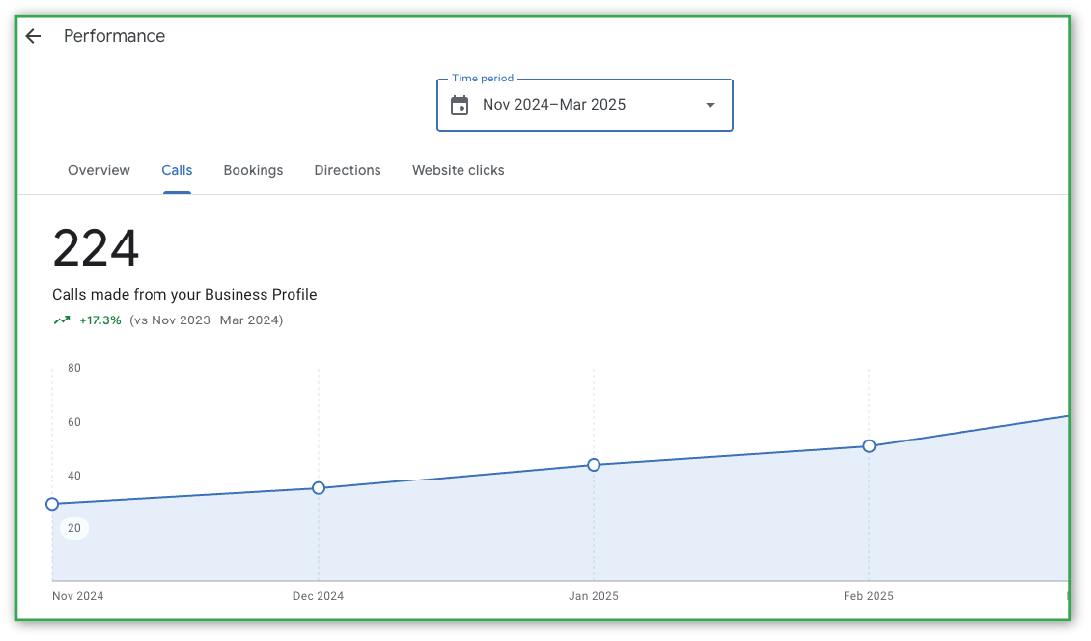 Performance
Time period
Nov 2024–Mar 2025
Overview Calls Bookings Directions Website clicks
224
Calls made from your Business Profile
+17.3% (vs Nov 2023 Mar 2024)
80
60
40
20
Nov 2024 Dec 2024 Jan 2025 Feb 2025